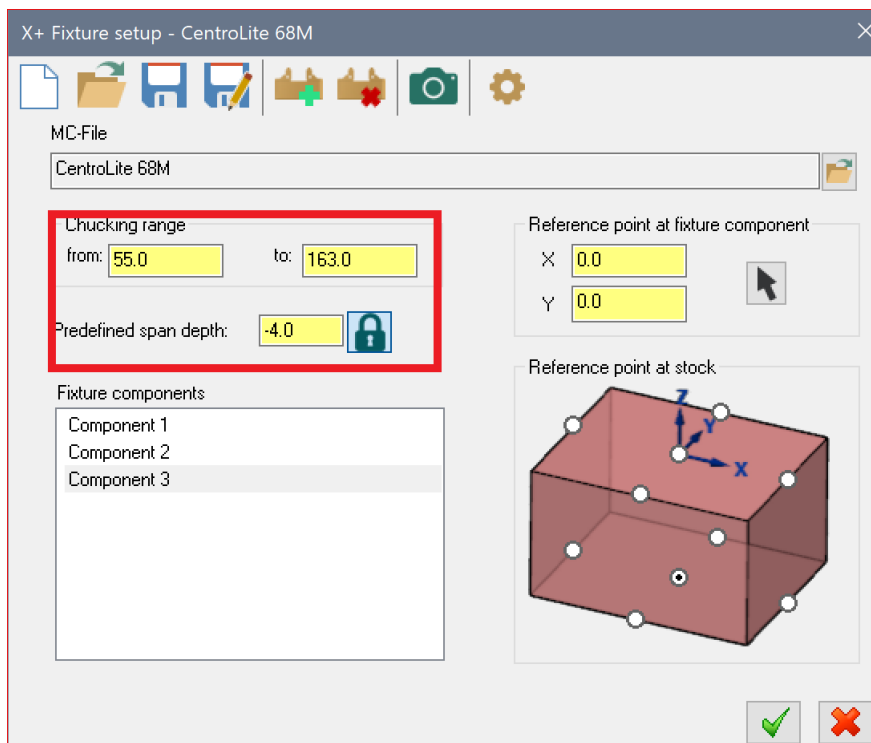 X+ Fixture setup - CentroLite 68M
MC-File
CentroLite 68M
Chucking range
from: 55.0 to: 163.0
Predefined span depth: -4.0
Fixture components
Component 1
Component 2
Component 3
Reference point at fixture component
X 0.0
Y 0.0
Reference point at stock
Z
Y
X